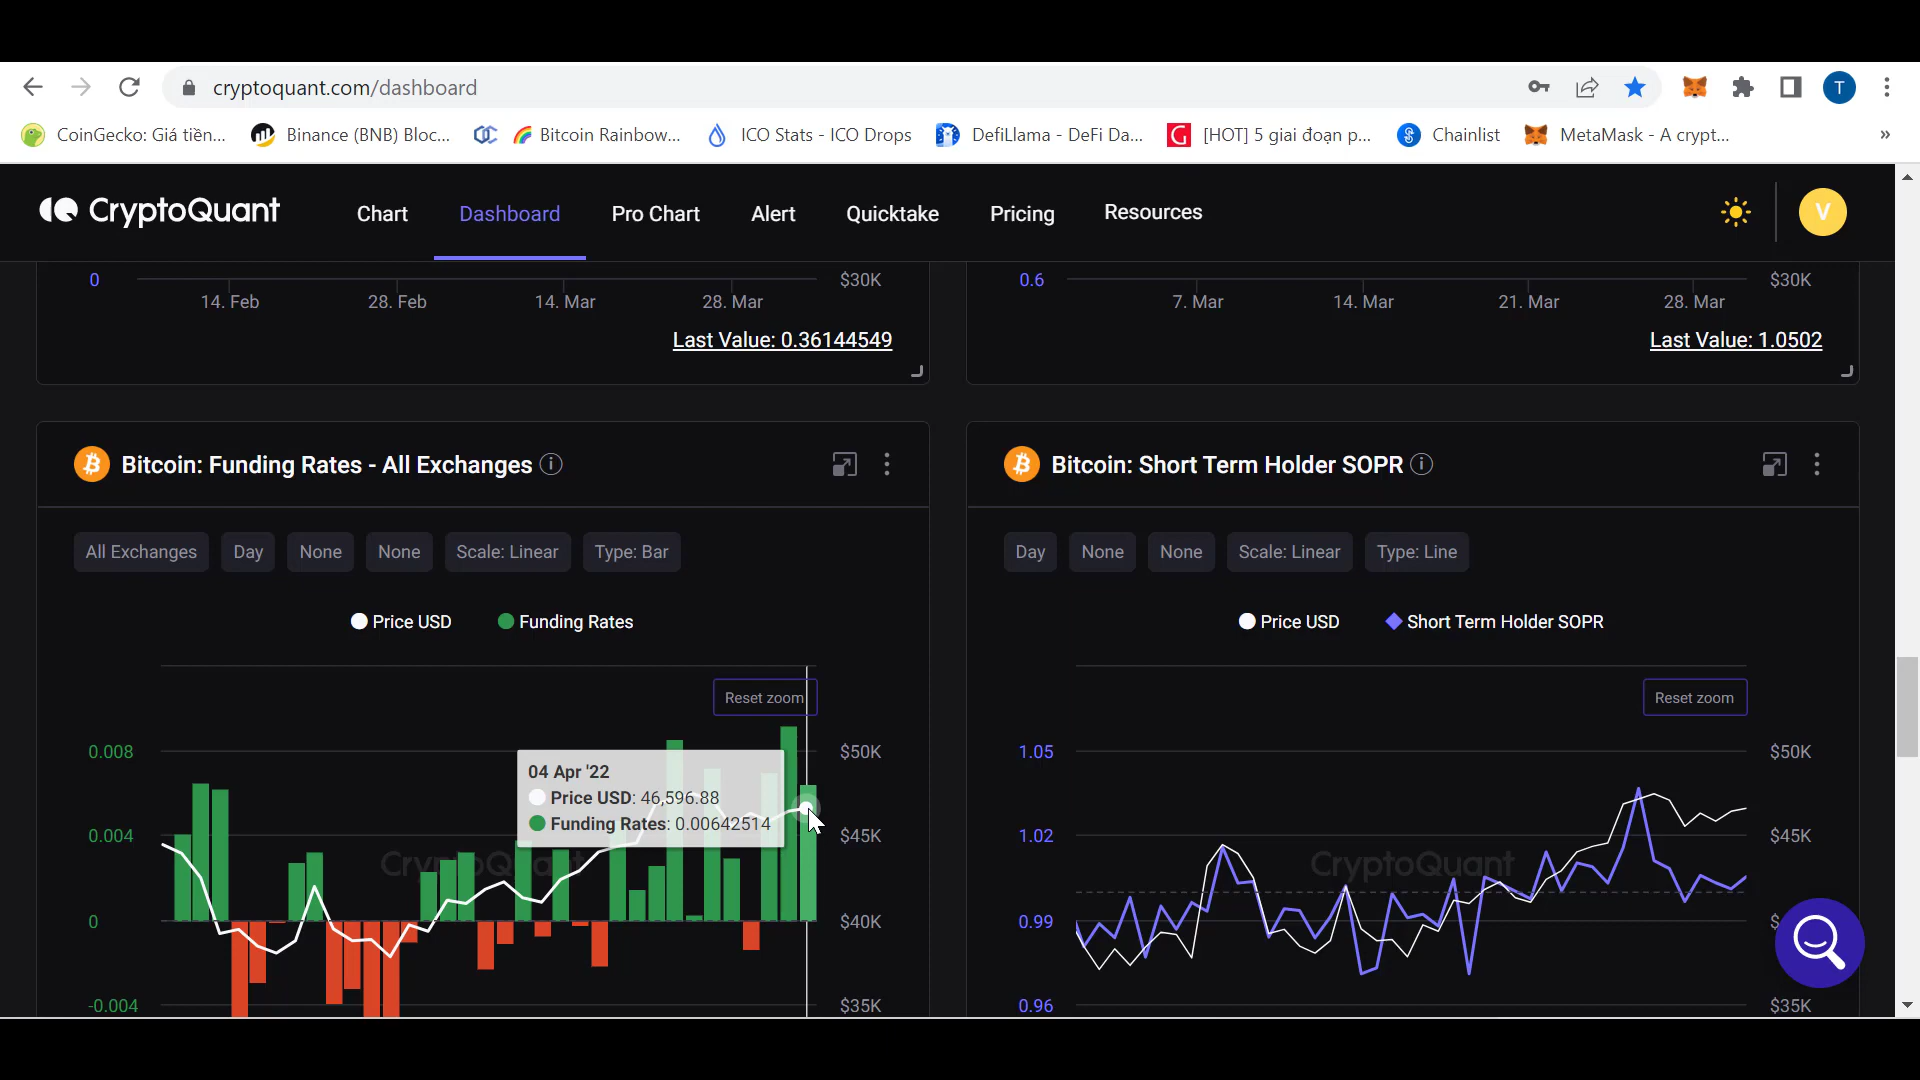 cryptoquant.com/dashboard
T
CoinGecko: Giá tiền...
Binance (BNB) Bloc...
Bitcoin Rainbow...
ICO Stats - ICO Drops
DefiLlama - DeFi Da...
[HOT] 5 giai đoạn p...
Chainlist
MetaMask - A crypt...
»
CryptoQuant
Chart
Dashboard
Pro Chart
Alert
Quicktake
Pricing
Resources
V
0
$30K
14. Feb
28. Feb
14. Mar
28. Mar
Last Value: 0.36144549
0.6
$30K
7. Mar
14. Mar
21. Mar
28. Mar
Last Value: 1.0502
Bitcoin: Funding Rates - All Exchanges
All Exchanges
Day
None
None
Scale: Linear
Type: Bar
Price USD
Funding Rates
Reset zoom
0.008
$50K
04 Apr '22
Price USD: 46,596.88
Funding Rates: 0.00642514
0.004
$45K
CryptoQuant
0
$40K
-0.004
$35K
Bitcoin: Short Term Holder SOPR
Day
None
None
Scale: Linear
Type: Line
Price USD
Short Term Holder SOPR
Reset zoom
1.05
$50K
1.02
$45K
CryptoQuant
0.99
0.96
$35K